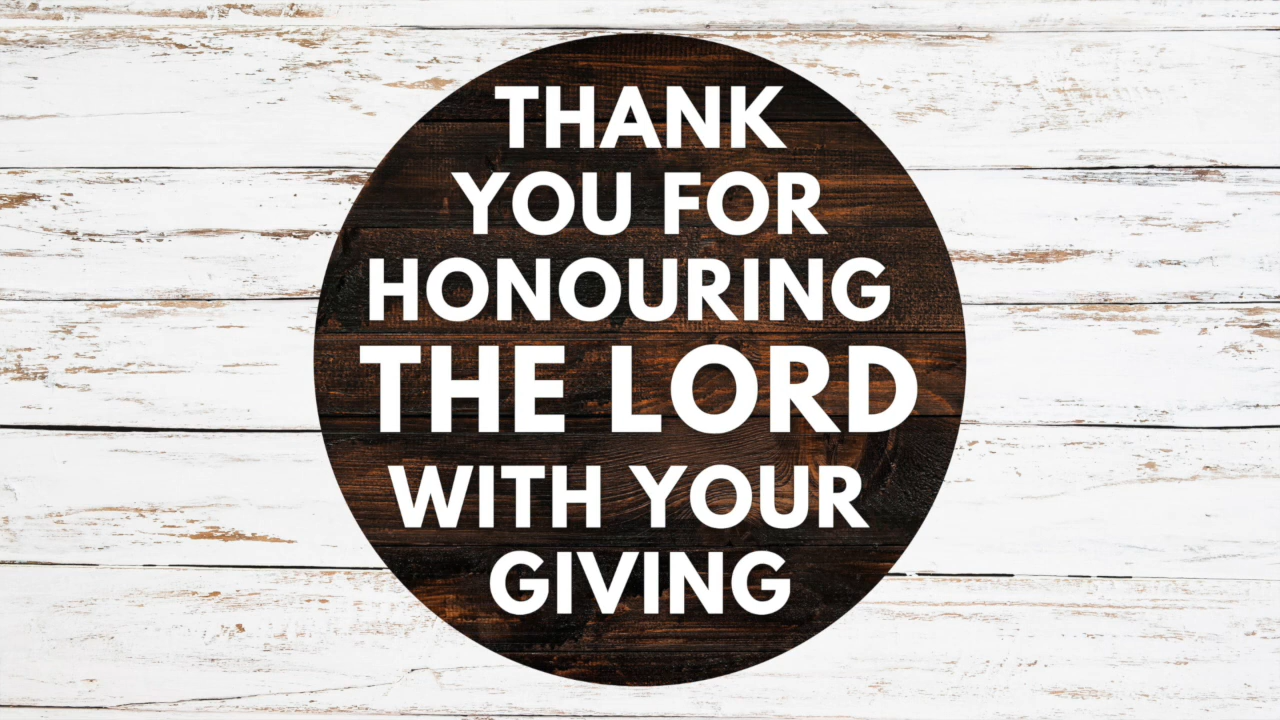 THANK
YOU FOR
HONOURING
THE LORD
WITH YOUR
GIVING